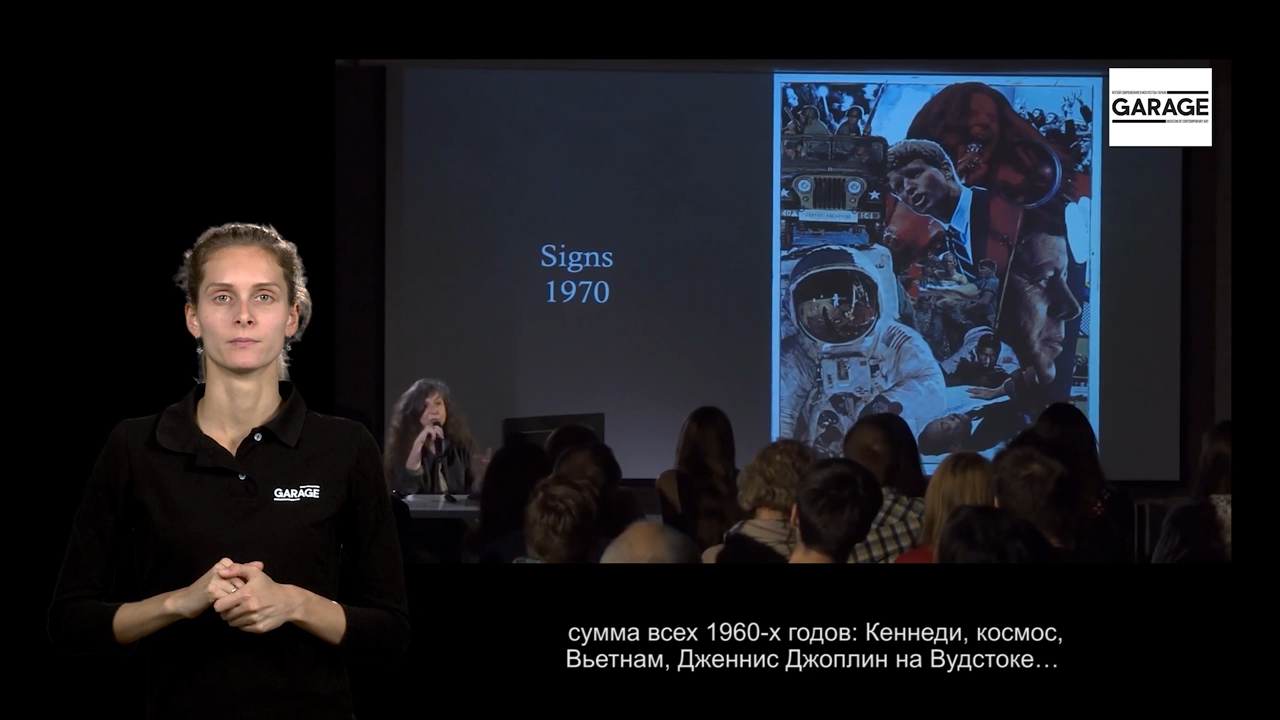 GARAGE
Signs
1970
GARAGE
сумма всех 1960-х годов: Кеннеди, космос,
Вьетнам, Дженнис Джоплин на Вудстоке…